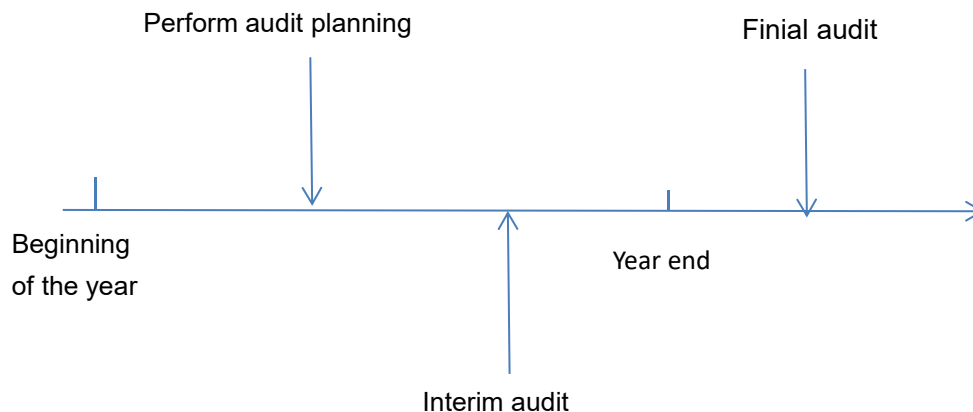 Perform audit planning
Finial audit
Beginning
of the year
Year end
Interim audit